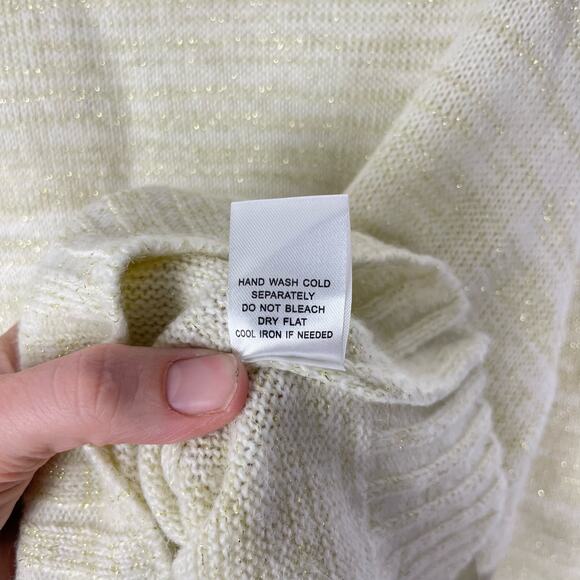 HAND WASH COLD
SEPARATELY
DO NOT BLEACH
DRY FLAT
COOL IRON IF NEEDED